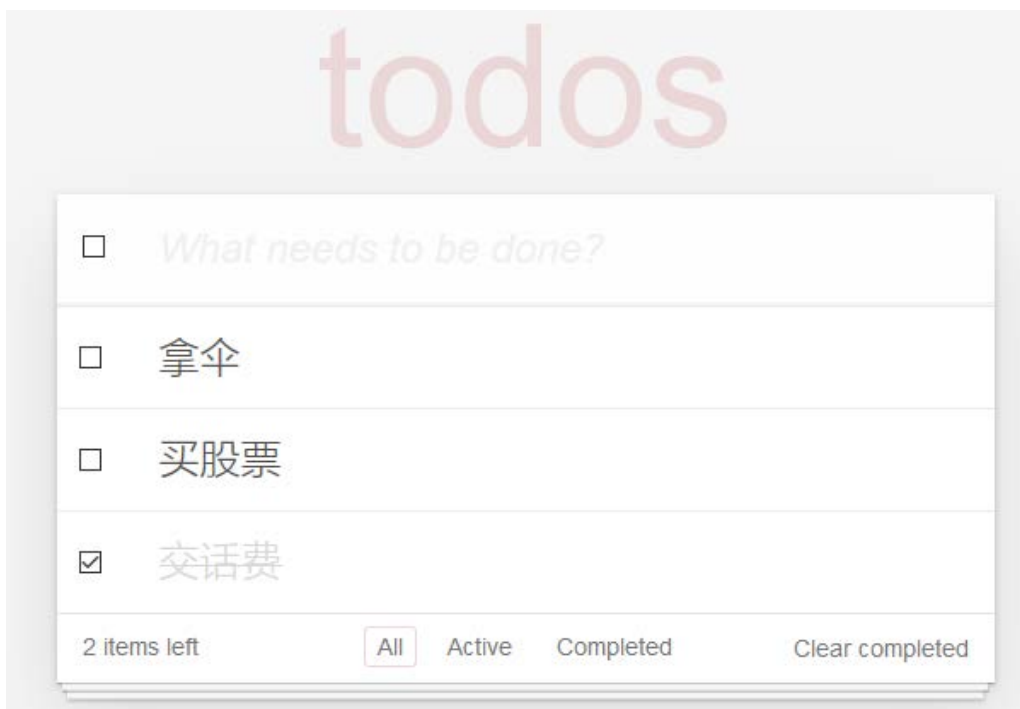 todos
What needs to be done?
拿伞
买股票
交话费
2 items left All Active Completed Clear completed